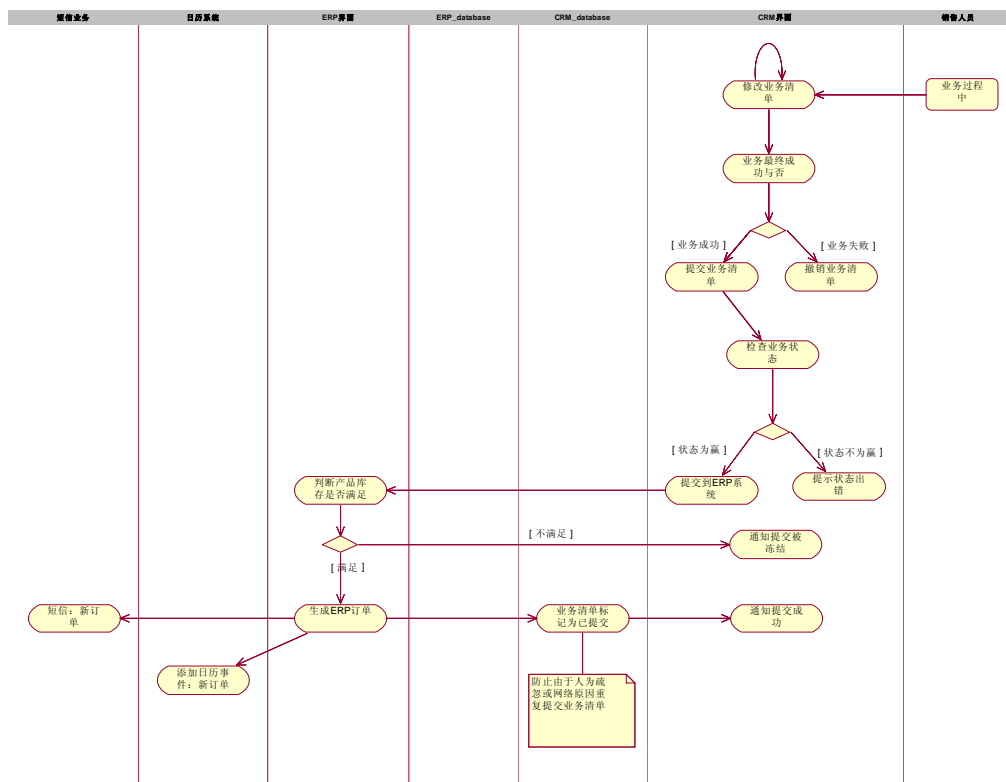 短信业务
日历系统
ERP界面
ERP_database
CRM_database
CRM界面
销售人员
修改业务清
单
业务过程
中
业务最终成
功与否
[ 业务成功 ]
[ 业务失败 ]
提交业务清
单
撤销业务清
单
检查业务状
态
[ 状态为赢 ]
[ 状态不为赢 ]
判断产品库
存是否满足
提交到ERP系
统
提示状态出
错
[ 不满足 ]
通知提交被
冻结
[ 满足 ]
短信：新订
单
生成ERP订单
业务清单标
记为已提交
通知提交成
功
添加日历事
件：新订单
防止由于人为疏
忽或网络原因重
复提交业务清单